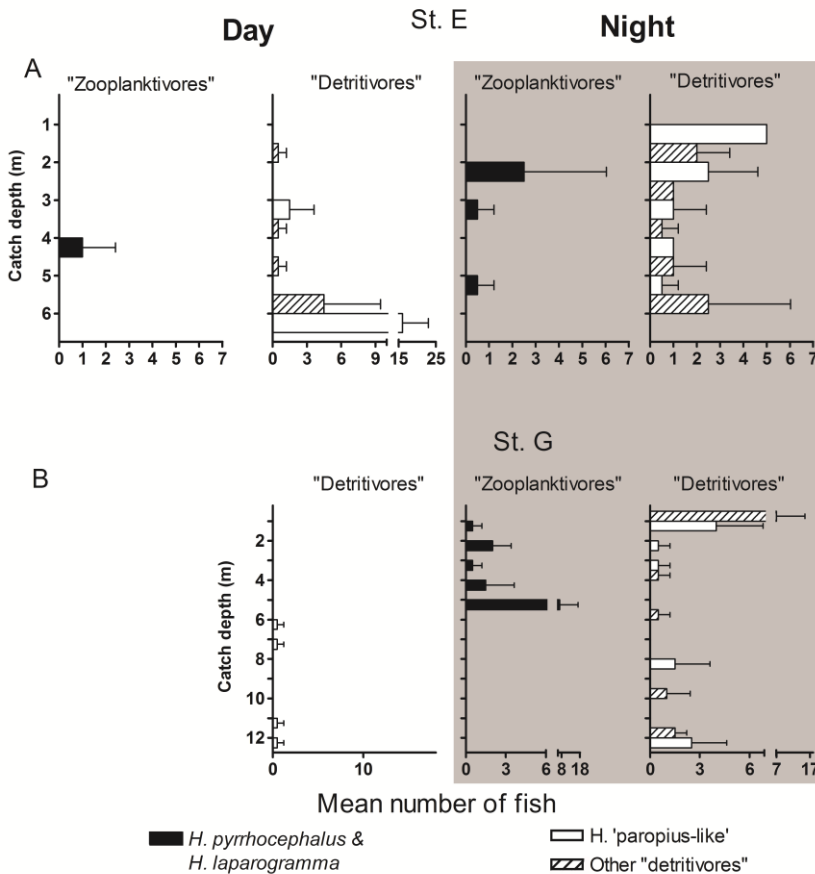 St. E
Day Night
A
"Zooplanktivores" "Detritivores" "Zooplanktivores" "Detritivores"
Catch depth (m)
1
2
3
4
5
6
0 1 2 3 4 5 6 7 0 3 6 9 15 25 0 1 2 3 4 5 6 7 0 1 2 3 4 5 6 7
St. G
B
"Detritivores" "Zooplanktivores" "Detritivores"
Catch depth (m)
2
4
6
8
10
12
0 10 0 3 6 8 18 0 3 6 7 17
Mean number of fish
H. pyrrhocephalus & H. 'paropius-like'
H. laparogramma Other "detritivores"